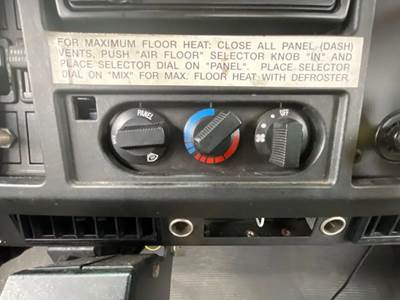 FOR MAXIMUM FLOOR HEAT: CLOSE ALL PANEL (DASH)
VENTS, PUSH "AIR FLOOR" SELECTOR KNOB "IN" AND
PLACE SELECTOR DIAL ON "PANEL". PLACE SELECTOR
DIAL ON "MIX" FOR MAX. FLOOR HEAT WITH DEFROSTER.
PANEL
OFF